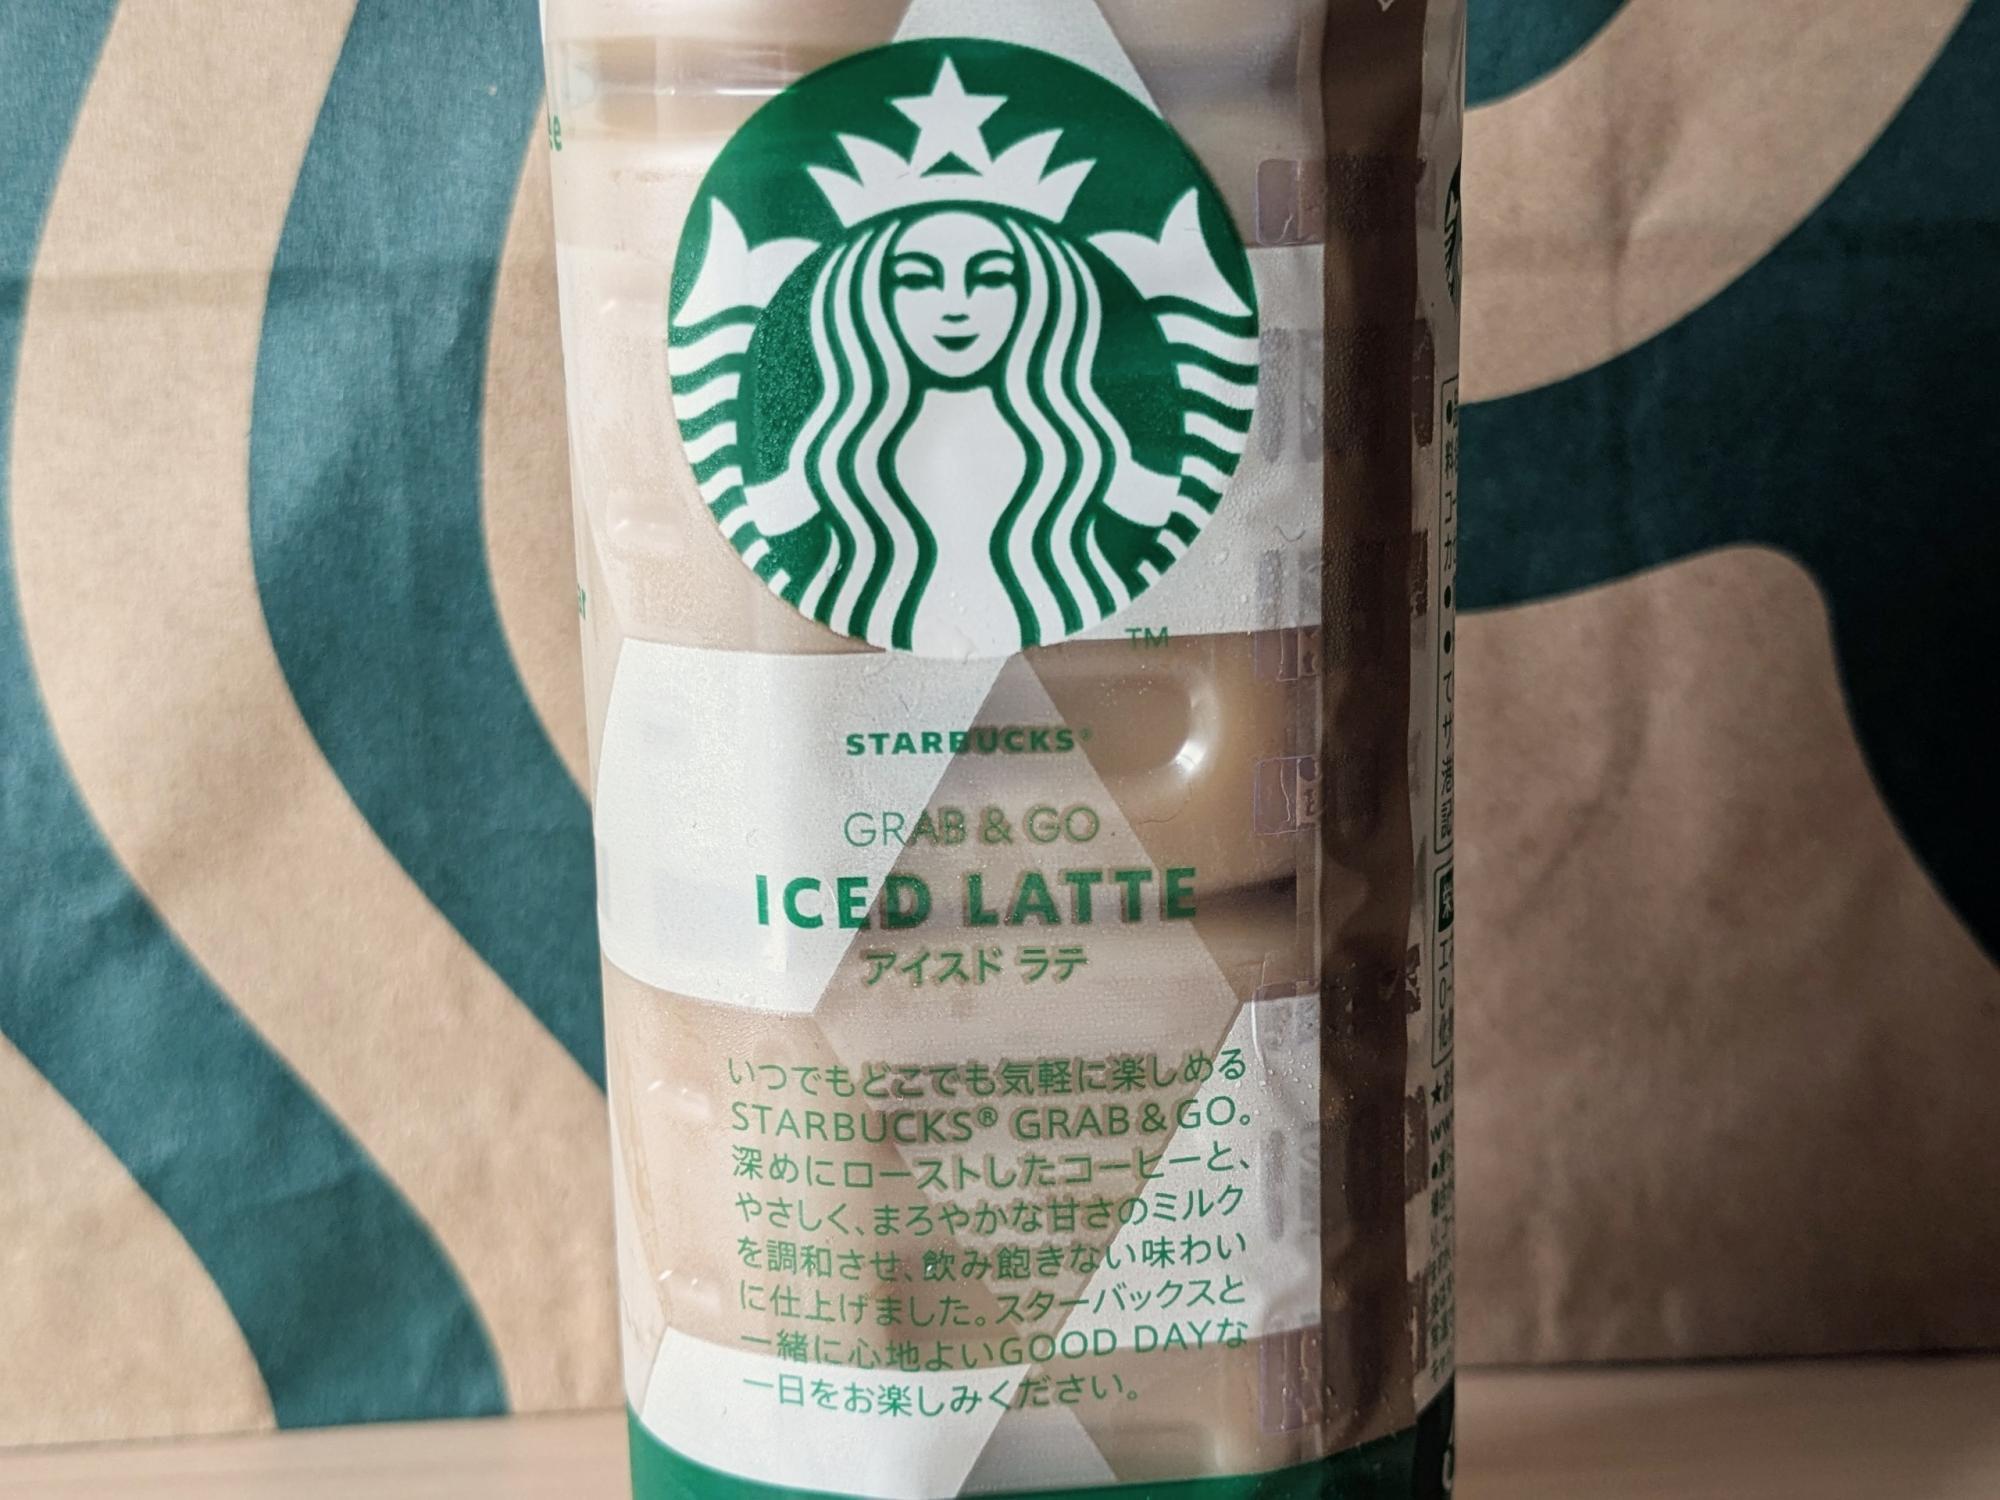 TM
STARBUCKS®
GRAB & GO
ICED LATTE
アイスド ラテ
いつでもどこでも気軽に楽しめる
STARBUCKS® GRAB & GO。
深めにローストしたコーヒーと、
やさしく、まろやかな甘さのミルク
を調和させ、飲み飽きない味わい
に仕上げました。スターバックスと
一緒に心地よいGOOD DAYな
一日をお楽しみください。